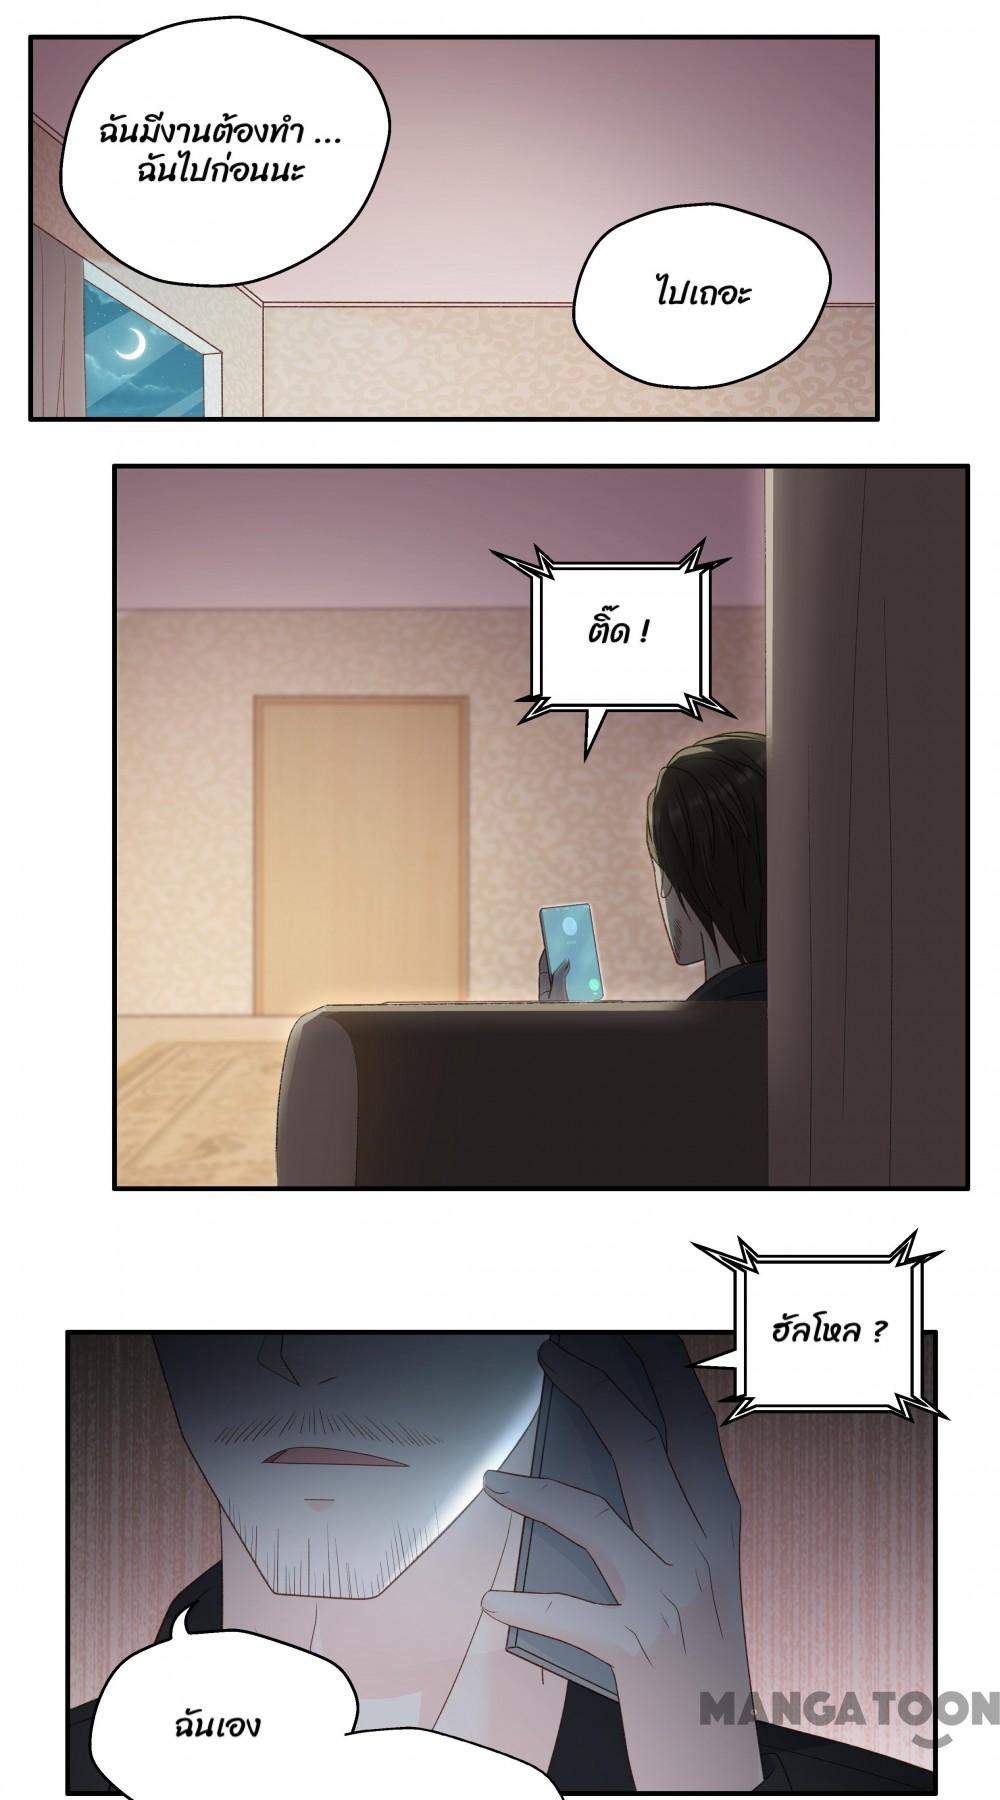 ฉันมีงานต้องทำ ...
ฉันไปก่อนนะ
ไปเถอะ
ติ๊ด !
ฮัลโหล ?
ฉันเอง
MANGATOON